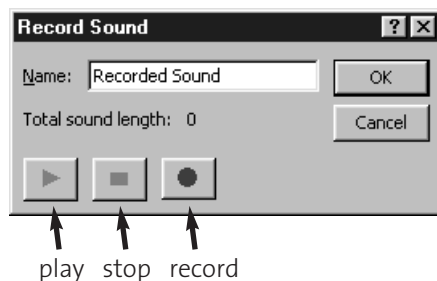 Record Sound
Name: Recorded Sound
OK
Total sound length: 0
Cancel
play stop record